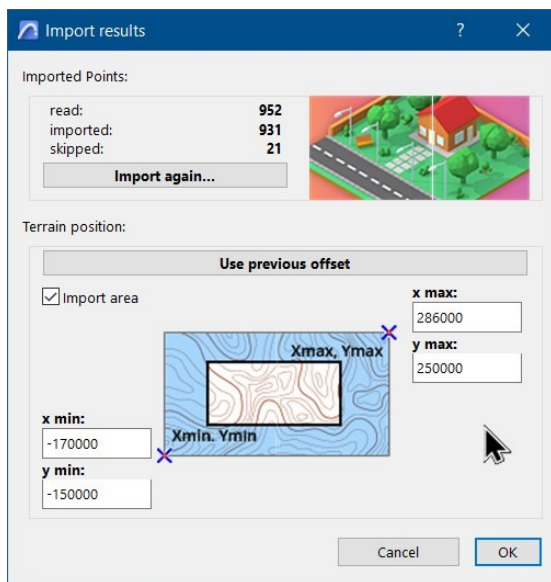 Import results
Imported Points:
read: 952
imported: 931
skipped: 21
Import again...
Terrain position:
Use previous offset
Import area
x max:
286000
y max:
250000
Xmax, Ymax
Xmin. Ymin
x min:
-170000
y min:
-150000
Cancel OK